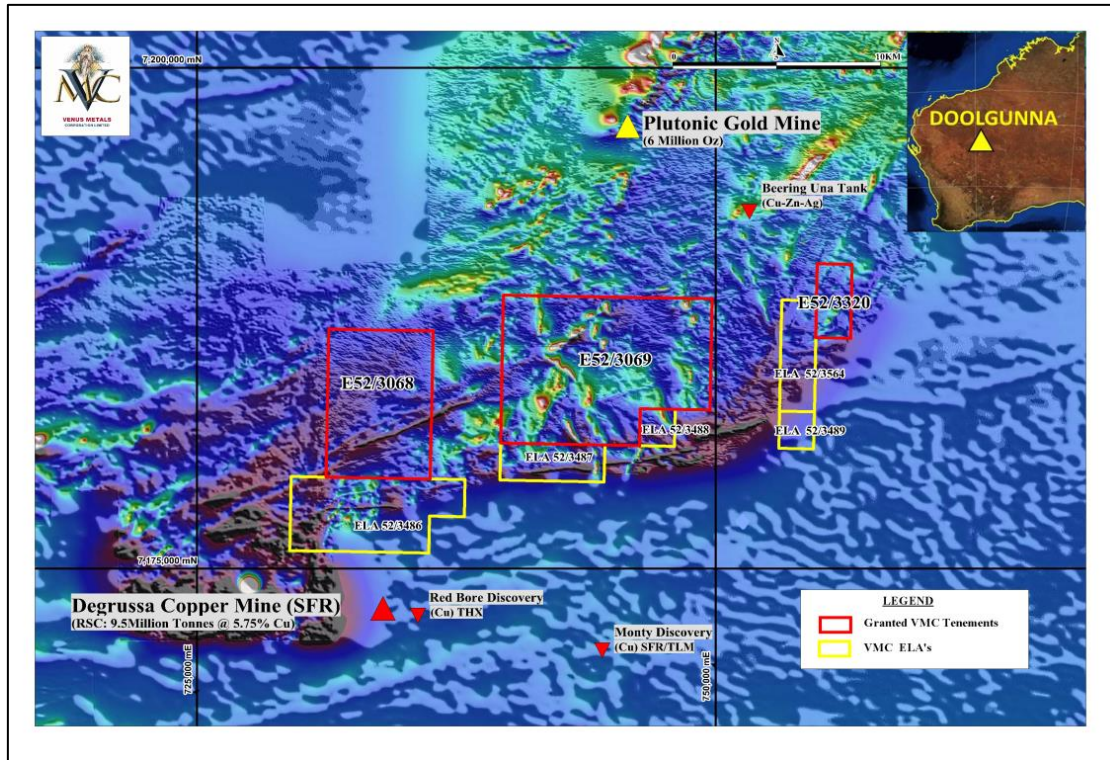 VMC
VENUS METALS
CORPORATION LIMITED
7,200,000 mN
N
0
10KM
DOOLGUNNA
Plutonic Gold Mine
(6 Million Oz)
Beering Una Tank
(Cu-Zn-Ag)
E52/3320
E52/3069
E52/3068
ELA 52/3564
ELA 52/3488
ELA 52/3489
ELA 52/3487
ELA 52/3486
7,175,000 mN
Degrussa Copper Mine (SFR)
(RSC: 9.5Million Tonnes @ 5.75% Cu)
Red Bore Discovery
(Cu) THX
Monty Discovery
(Cu) SFR/TLM
LEGEND
Granted VMC Tenements
VMC ELA's
725,000 mE
750,000 mE